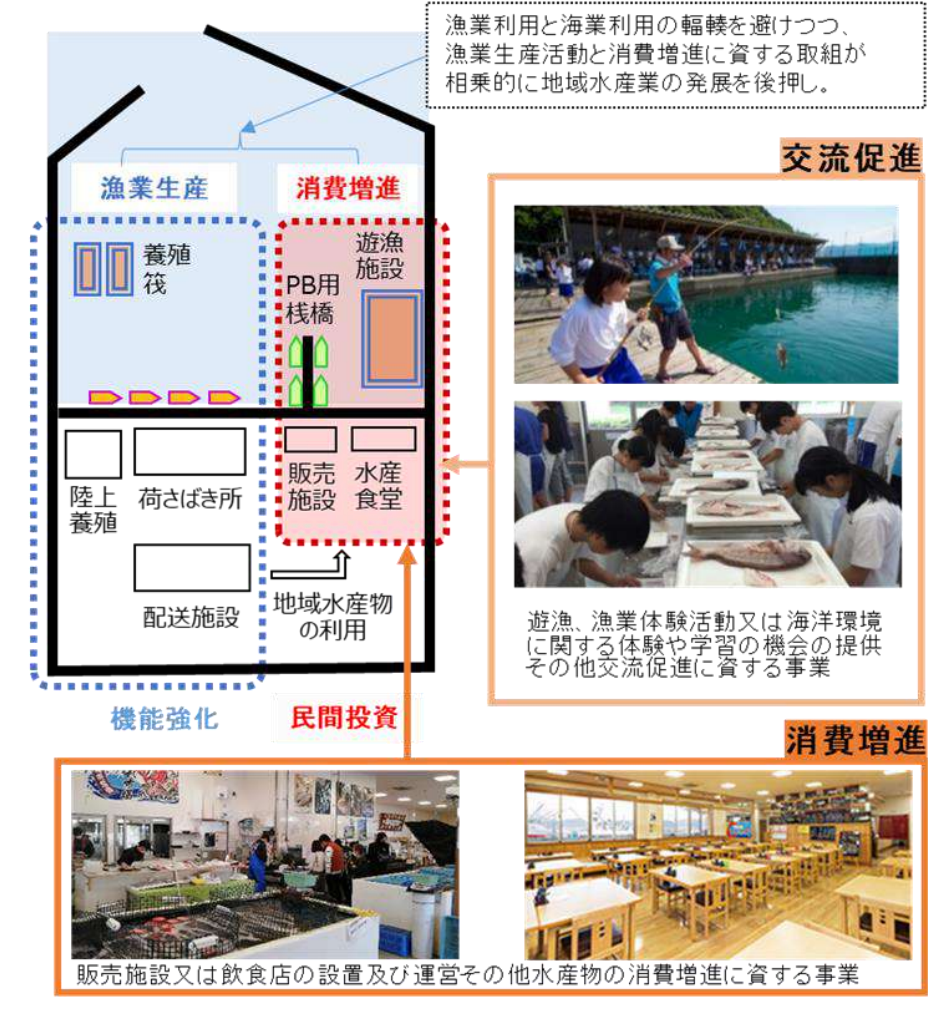 漁業利用と海業利用の輻輳を避けつつ、
漁業生産活動と消費増進に資する取組が
相乗的に地域水産業の発展を後押し。
交流促進
漁業生産
消費増進
養殖
筏
遊漁
施設
PB用
桟橋
陸上
養殖
荷さばき所
販売
施設
水産
食堂
配送施設
地域水産物
の利用
遊漁、漁業体験活動又は海洋環境
に関する体験や学習の機会の提供
その他交流促進に資する事業
機能強化
民間投資
消費増進
販売施設又は飲食店の設置及び運営その他水産物の消費増進に資する事業